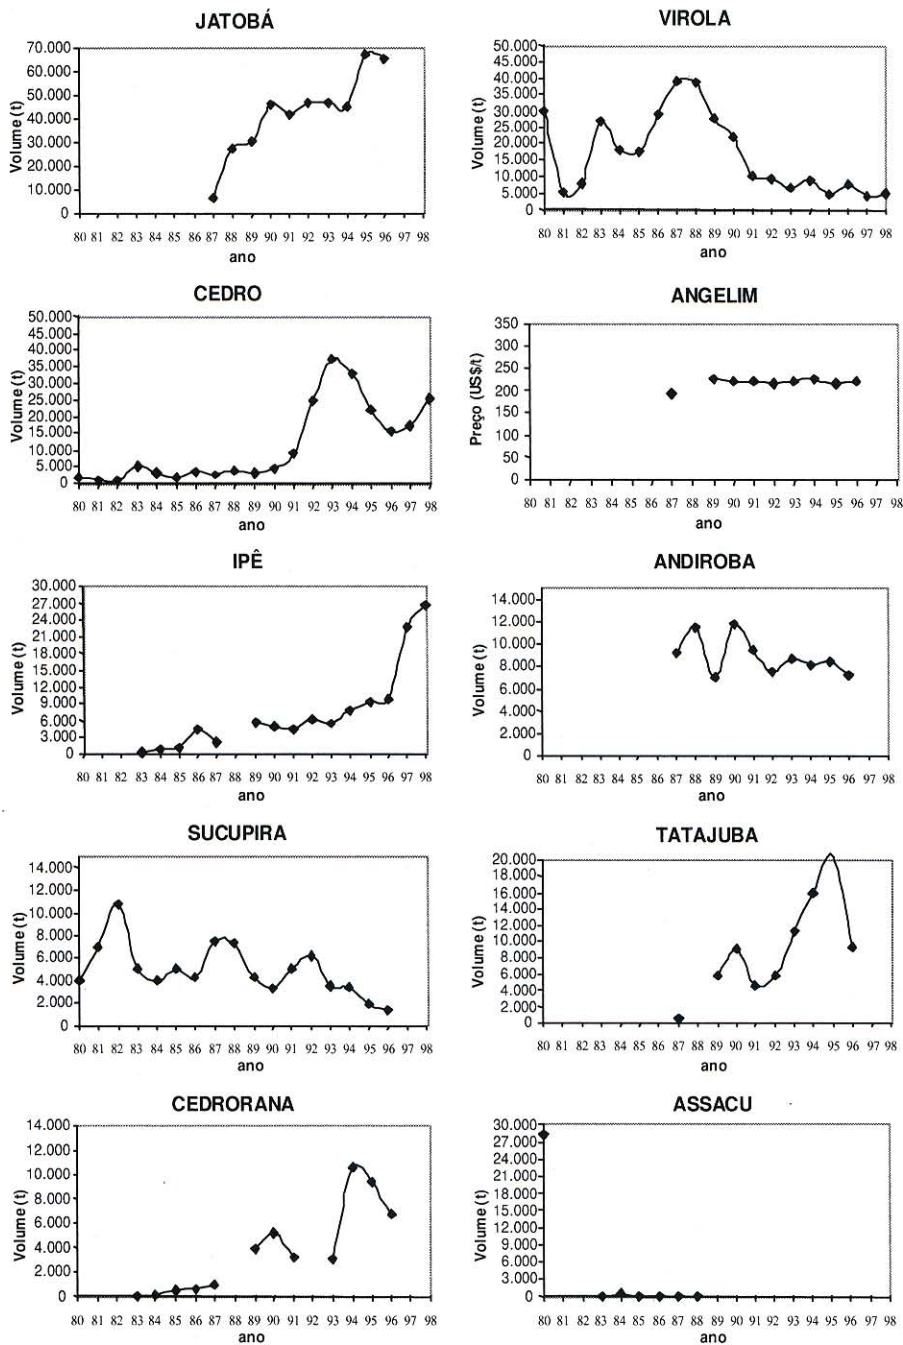 JATOBÁ
70.000
60.000
50.000
40.000
30.000
20.000
10.000
0
Volume (t)
80 81 82 83 84 85 86 87 88 89 90 91 92 93 94 95 96 97 98
ano
VIROLA
50.000
45.000
40.000
35.000
30.000
25.000
20.000
15.000
10.000
5.000
0
Volume (t)
80 81 82 83 84 85 86 87 88 89 90 91 92 93 94 95 96 97 98
ano
CEDRO
50.000
45.000
40.000
35.000
30.000
25.000
20.000
15.000
10.000
5.000
0
Volume (t)
80 81 82 83 84 85 86 87 88 89 90 91 92 93 94 95 96 97 98
ano
ANGELIM
350
300
250
200
150
100
50
0
Preço (US$/t)
80 81 82 83 84 85 86 87 88 89 90 91 92 93 94 95 96 97 98
ano
IPÊ
30.000
27.000
24.000
21.000
18.000
15.000
12.000
9.000
6.000
3.000
0
Volume (t)
80 81 82 83 84 85 86 87 88 89 90 91 92 93 94 95 96 97 98
ano
ANDIROBA
14.000
12.000
10.000
8.000
6.000
4.000
2.000
0
Volume (t)
80 81 82 83 84 85 86 87 88 89 90 91 92 93 94 95 96 97 98
ano
SUCUPIRA
14.000
12.000
10.000
8.000
6.000
4.000
2.000
0
Volume (t)
80 81 82 83 84 85 86 87 88 89 90 91 92 93 94 95 96 97 98
ano
TATAJUBA
20.000
18.000
16.000
14.000
12.000
10.000
8.000
6.000
4.000
2.000
0
Volume (t)
80 81 82 83 84 85 86 87 88 89 90 91 92 93 94 95 96 97 98
ano
CEDRORANA
14.000
12.000
10.000
8.000
6.000
4.000
2.000
0
Volume (t)
80 81 82 83 84 85 86 87 88 89 90 91 92 93 94 95 96 97 98
ano
ASSACU
30.000
27.000
24.000
21.000
18.000
15.000
12.000
9.000
6.000
3.000
0
Volume (t)
80 81 82 83 84 85 86 87 88 89 90 91 92 93 94 95 96 97 98
ano